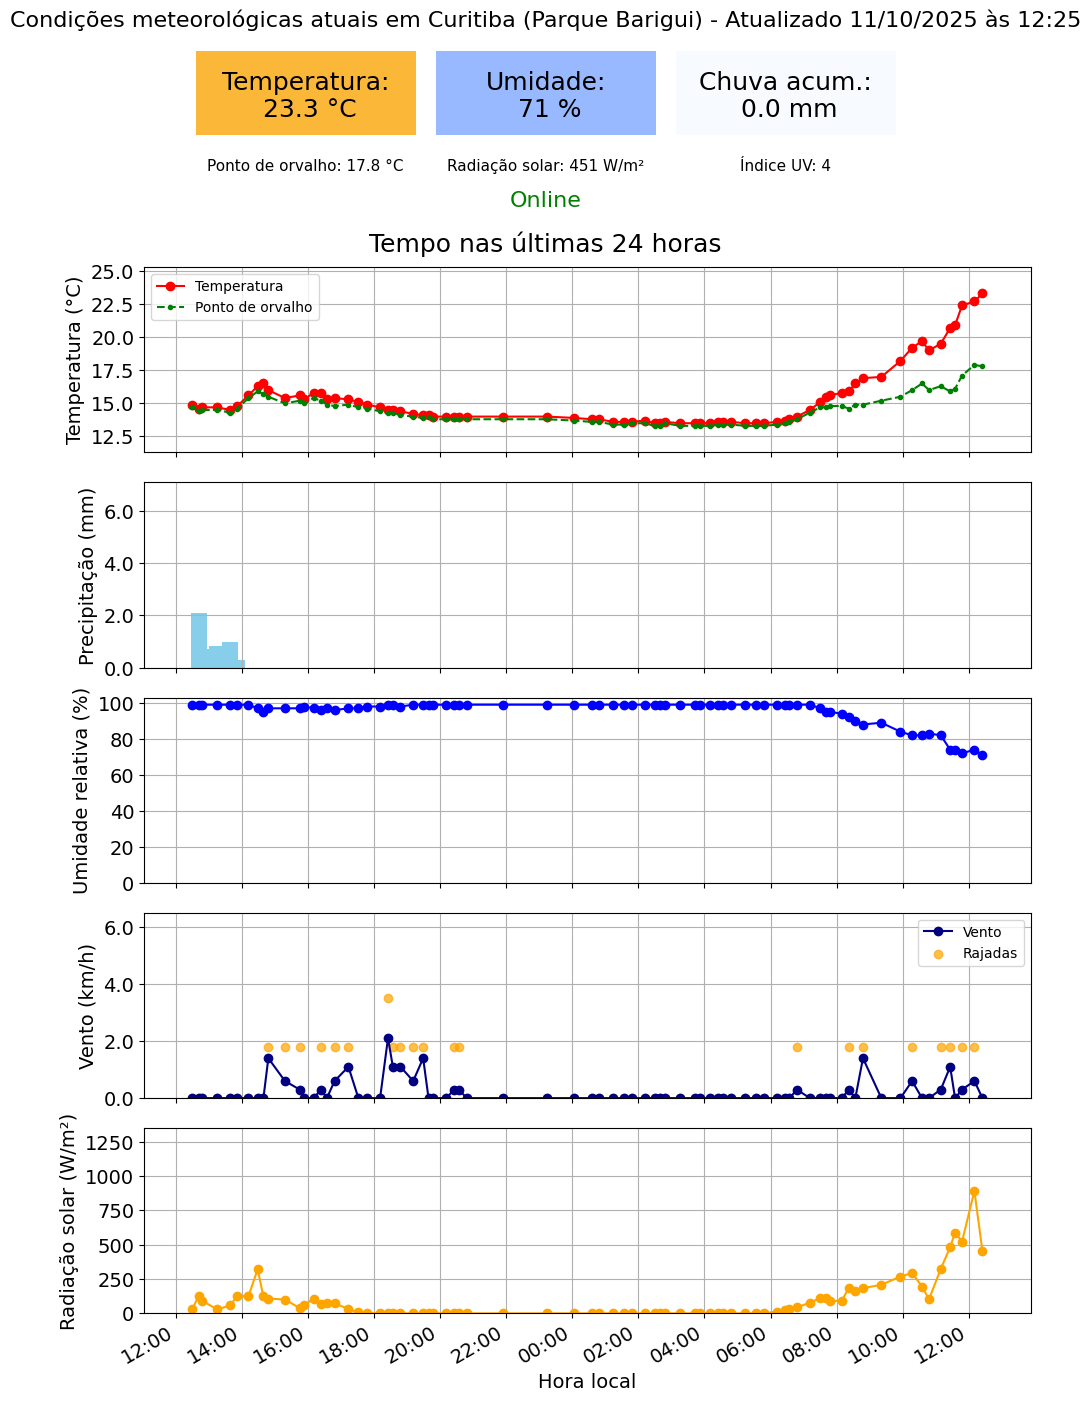 Condições meteorológicas atuais em Curitiba (Parque Barigui) - Atualizado 11/10/2025 às 12:25
Temperatura:
23.3 °C
Umidade:
71 %
Chuva acum.:
0.0 mm
Ponto de orvalho: 17.8 °C
Radiação solar: 451 W/m²
Índice UV: 4
Online
Tempo nas últimas 24 horas
Temperatura (°C)
25.0
22.5
20.0
17.5
15.0
12.5
Temperatura
Ponto de orvalho
Precipitação (mm)
6.0
4.0
2.0
0.0
Umidade relativa (%)
100
80
60
40
20
0
Vento (km/h)
6.0
4.0
2.0
0.0
Vento
Rajadas
Radiação solar (W/m²)
1250
1000
750
500
250
0
12:00
14:00
16:00
18:00
20:00
22:00
00:00
02:00
04:00
06:00
08:00
10:00
12:00
Hora local